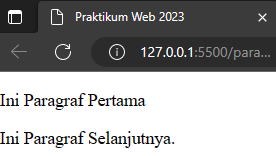 Praktikum Web 2023
127.0.0.1:5500/para...
Ini Paragraf Pertama
Ini Paragraf Selanjutnya.